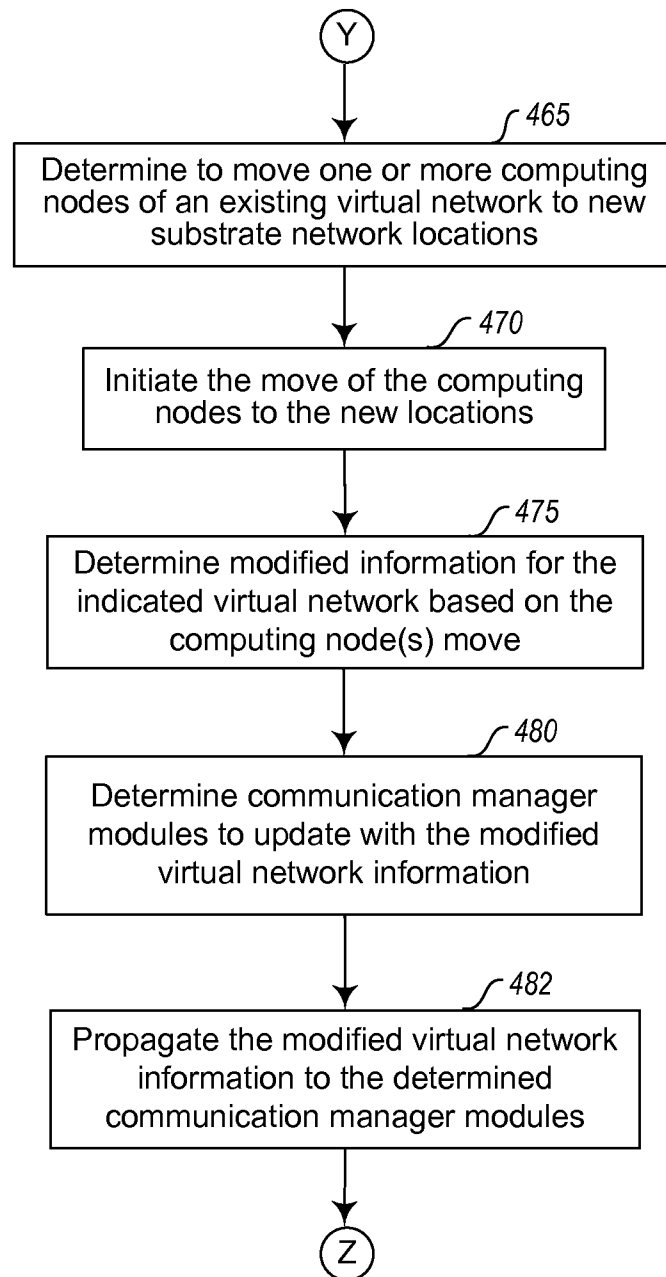 Y
465
Determine to move one or more computing
nodes of an existing virtual network to new
substrate network locations
470
Initiate the move of the computing
nodes to the new locations
475
Determine modified information for the
indicated virtual network based on the
computing node(s) move
480
Determine communication manager
modules to update with the modified
virtual network information
482
Propagate the modified virtual network
information to the determined
communication manager modules
Z